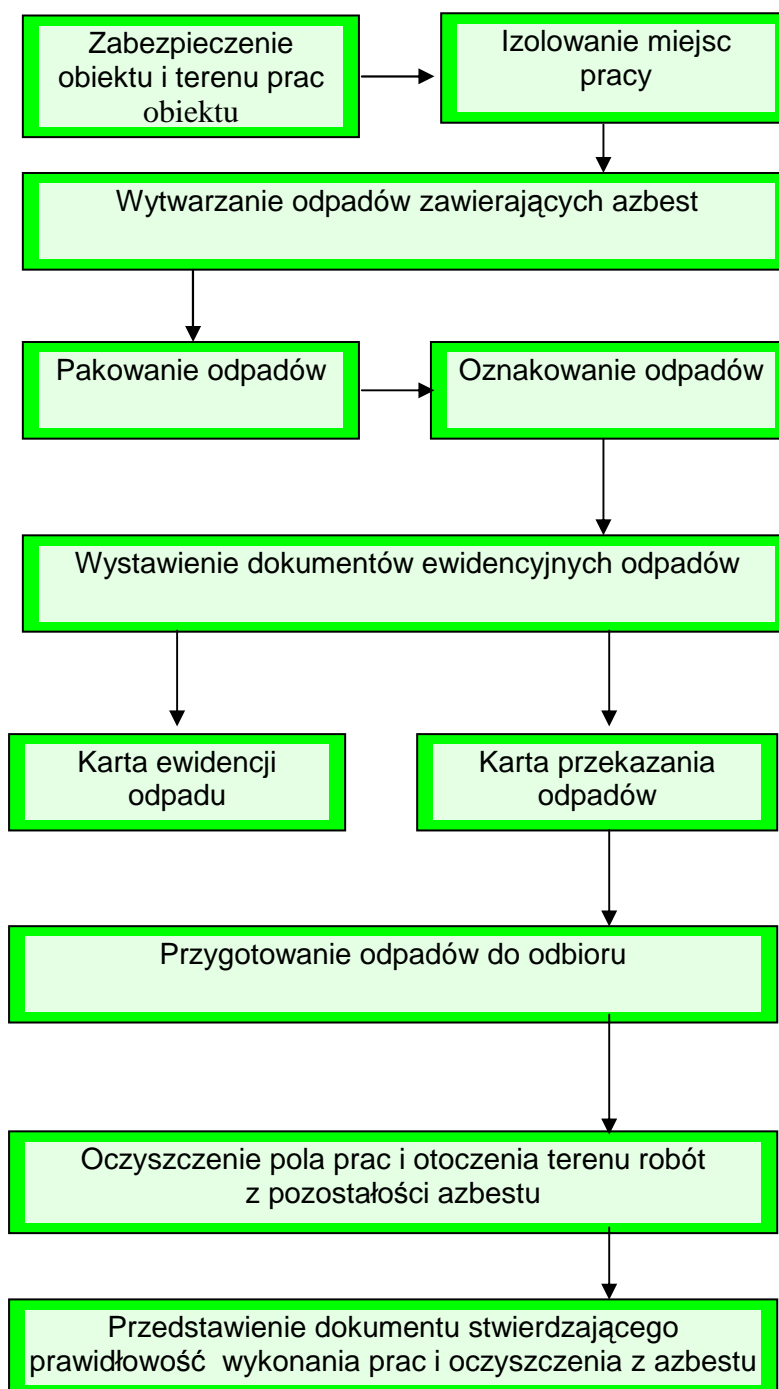 Zabezpieczenie
obiektu i terenu prac
obiektu
Izolowanie miejsc
pracy
Wytwarzanie odpadów zawierających azbest
Pakowanie odpadów
Oznakowanie odpadów
Wystawienie dokumentów ewidencyjnych odpadów
Karta ewidencji
odpadu
Karta przekazania
odpadów
Przygotowanie odpadów do odbioru
Oczyszczenie pola prac i otoczenia terenu robót
z pozostałości azbestu
Przedstawienie dokumentu stwierdzającego
prawidłowość wykonania prac i oczyszczenia z azbestu